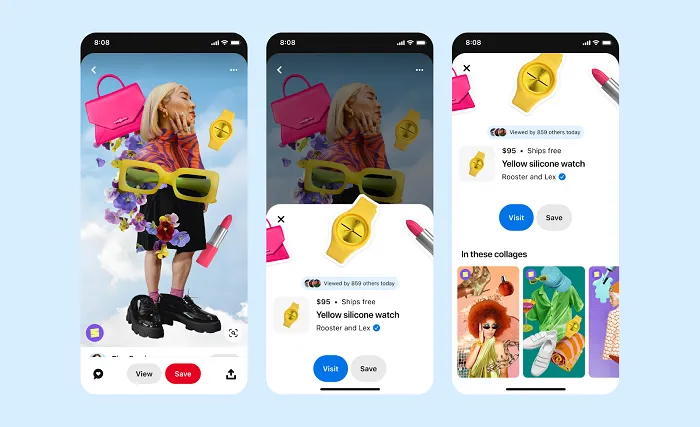 8:08
View
Save
8:08
Viewed by 859 others today
$95 • Ships free
Yellow silicone watch
Rooster and Lex
Visit
Save
8:08
Viewed by 859 others today
$95 • Ships free
Yellow silicone watch
Rooster and Lex
Visit
Save
In these collages